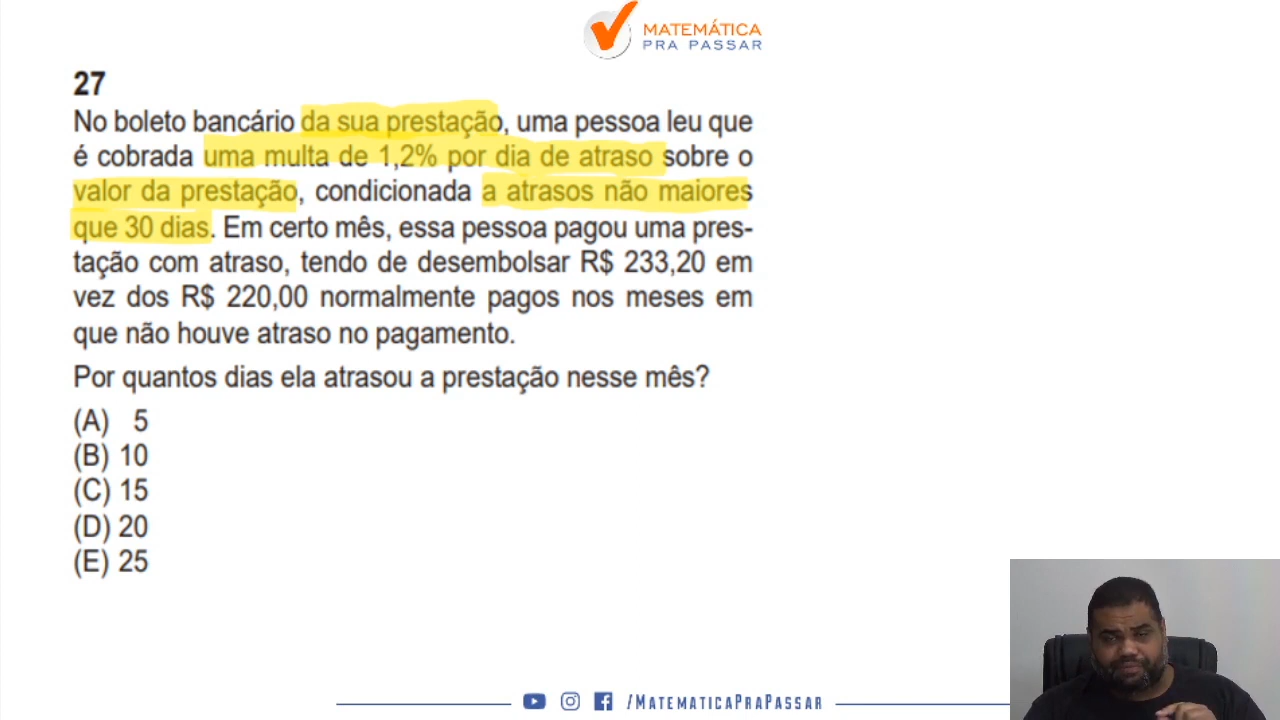 MATEMÁTICA
PRA PASSAR
27
No boleto bancário da sua prestação, uma pessoa leu que
é cobrada uma multa de 1,2% por dia de atraso sobre o
valor da prestação, condicionada a atrasos não maiores
que 30 dias. Em certo mês, essa pessoa pagou uma pres-
tação com atraso, tendo de desembolsar R$ 233,20 em
vez dos R$ 220,00 normalmente pagos nos meses em
que não houve atraso no pagamento.
Por quantos dias ela atrasou a prestação nesse mês?
(A) 5
(B) 10
(C) 15
(D) 20
(E) 25
/MATEMATICAPRAPASSAR